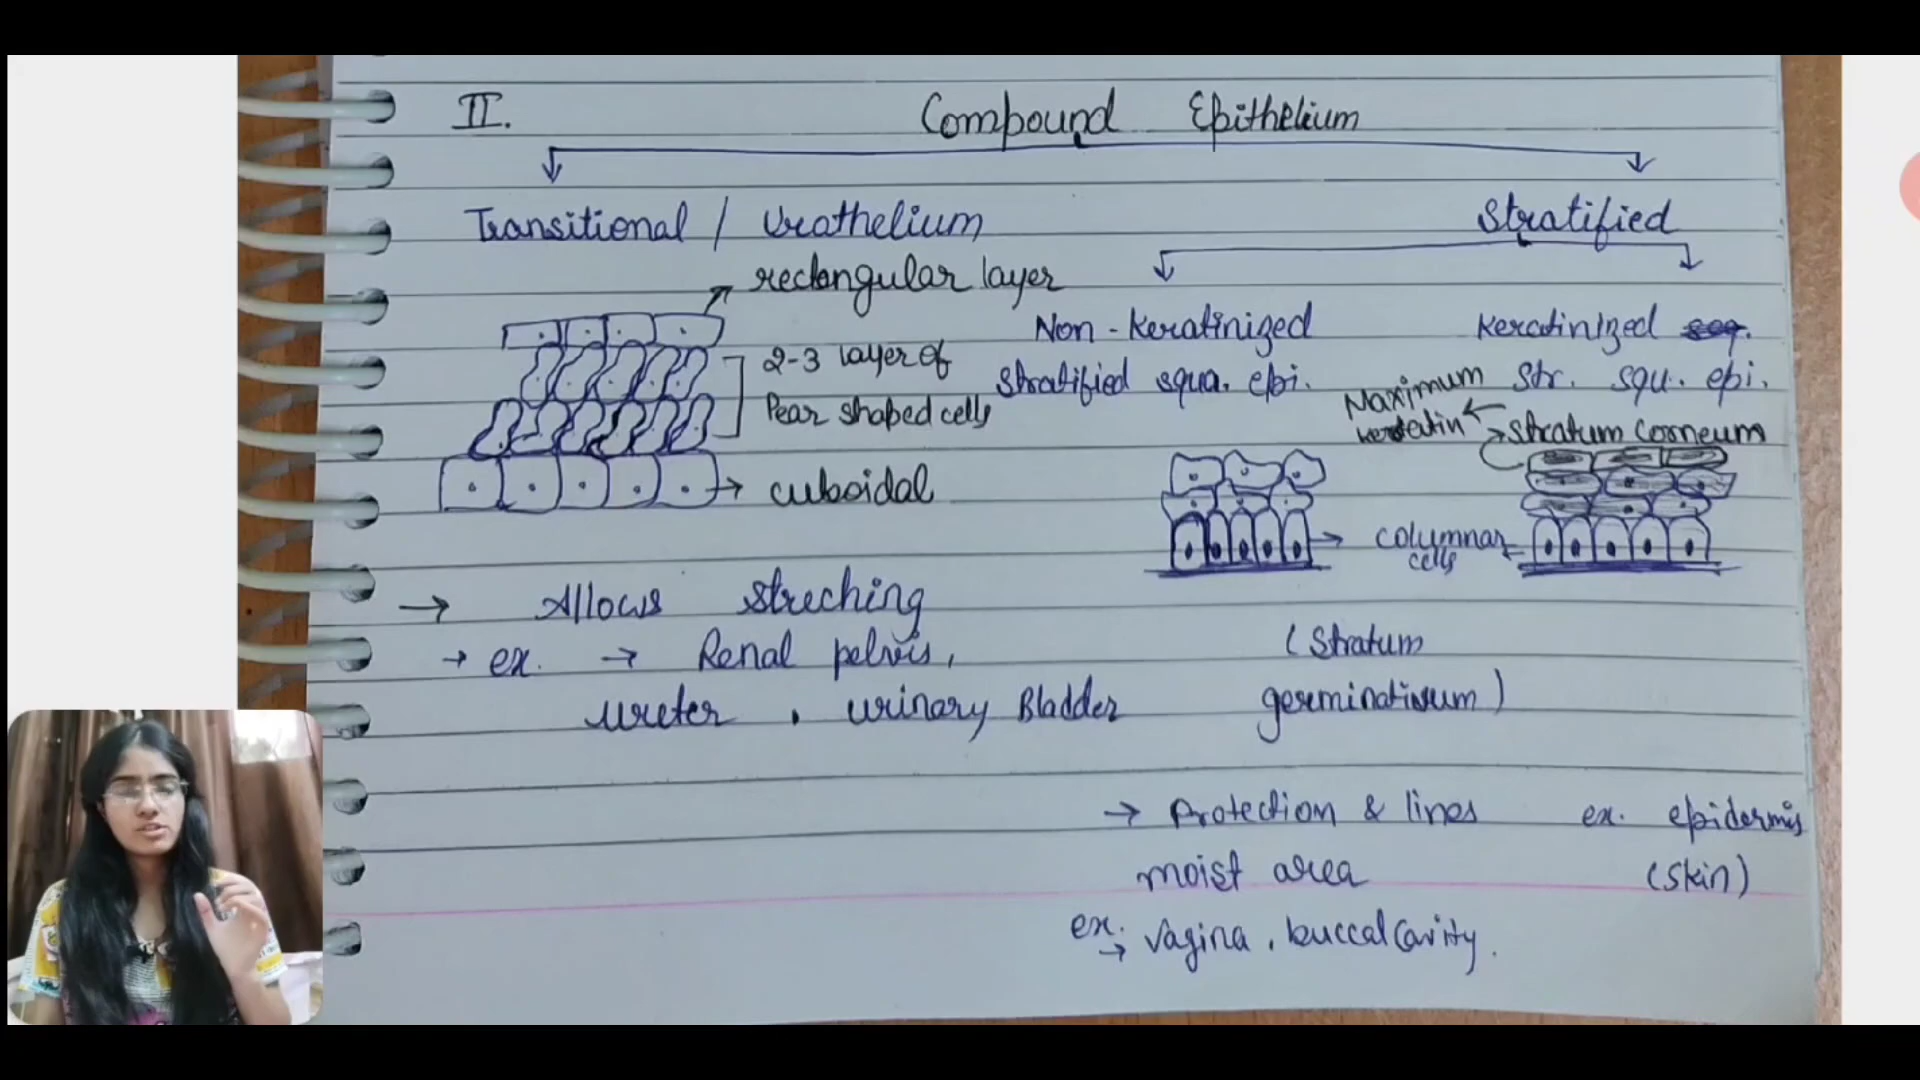 II. Compound Epithelium
Transitional / Urothelium
Stratified
rectangular layer
2-3 layer of
Pear shaped cells
cuboidal
→ Allows streching
→ ex. → Renal pelvis,
ureter , urinary Bladder
Non-Keratinized
stratified squa. epi.
Keratinized
str. squ. epi.
Maximum
keratin
stratum corneum
columnar
cells
(Stratum
germinativum)
→ Protection & lines
moist area
ex.
→ vagina, buccal cavity.
ex. epidermis
(skin)